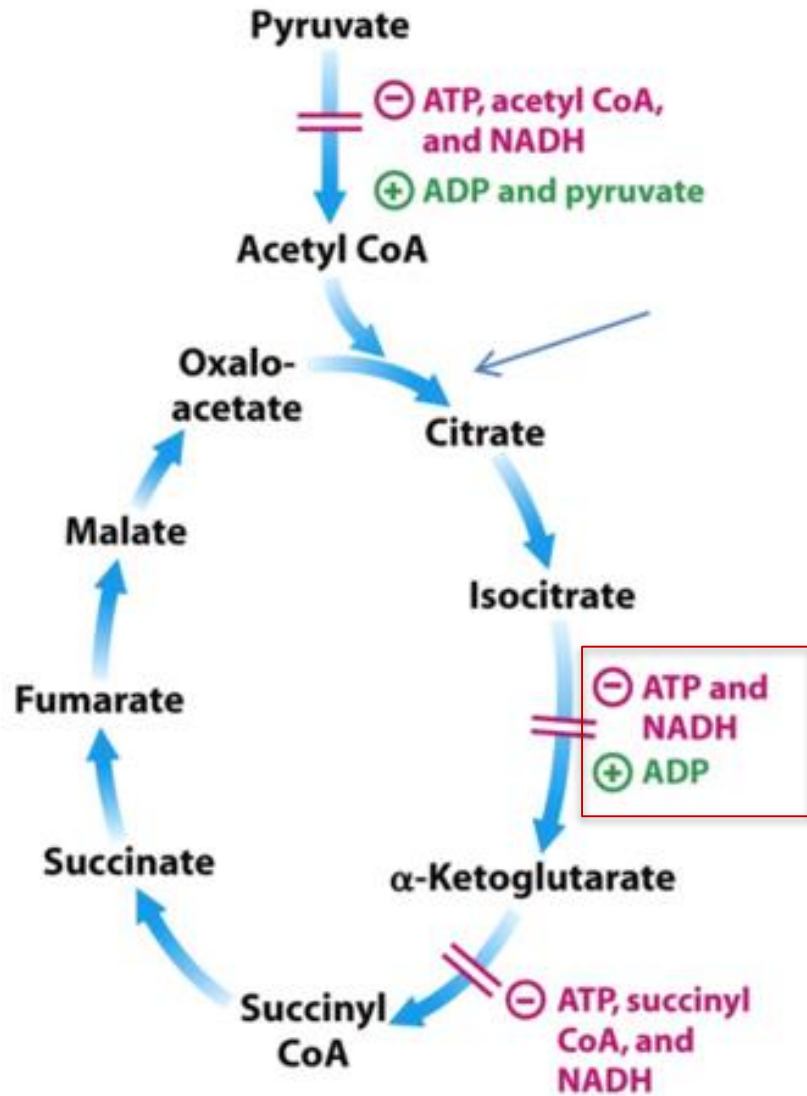 Pyruvate
⊖ ATP, acetyl CoA,
and NADH
⊕ ADP and pyruvate
Acetyl CoA
Oxalo-
acetate
Citrate
Malate
Isocitrate
⊖ ATP and
NADH
⊕ ADP
Fumarate
Succinate
α-Ketoglutarate
Succinyl
CoA
⊖ ATP, succinyl
CoA, and
NADH